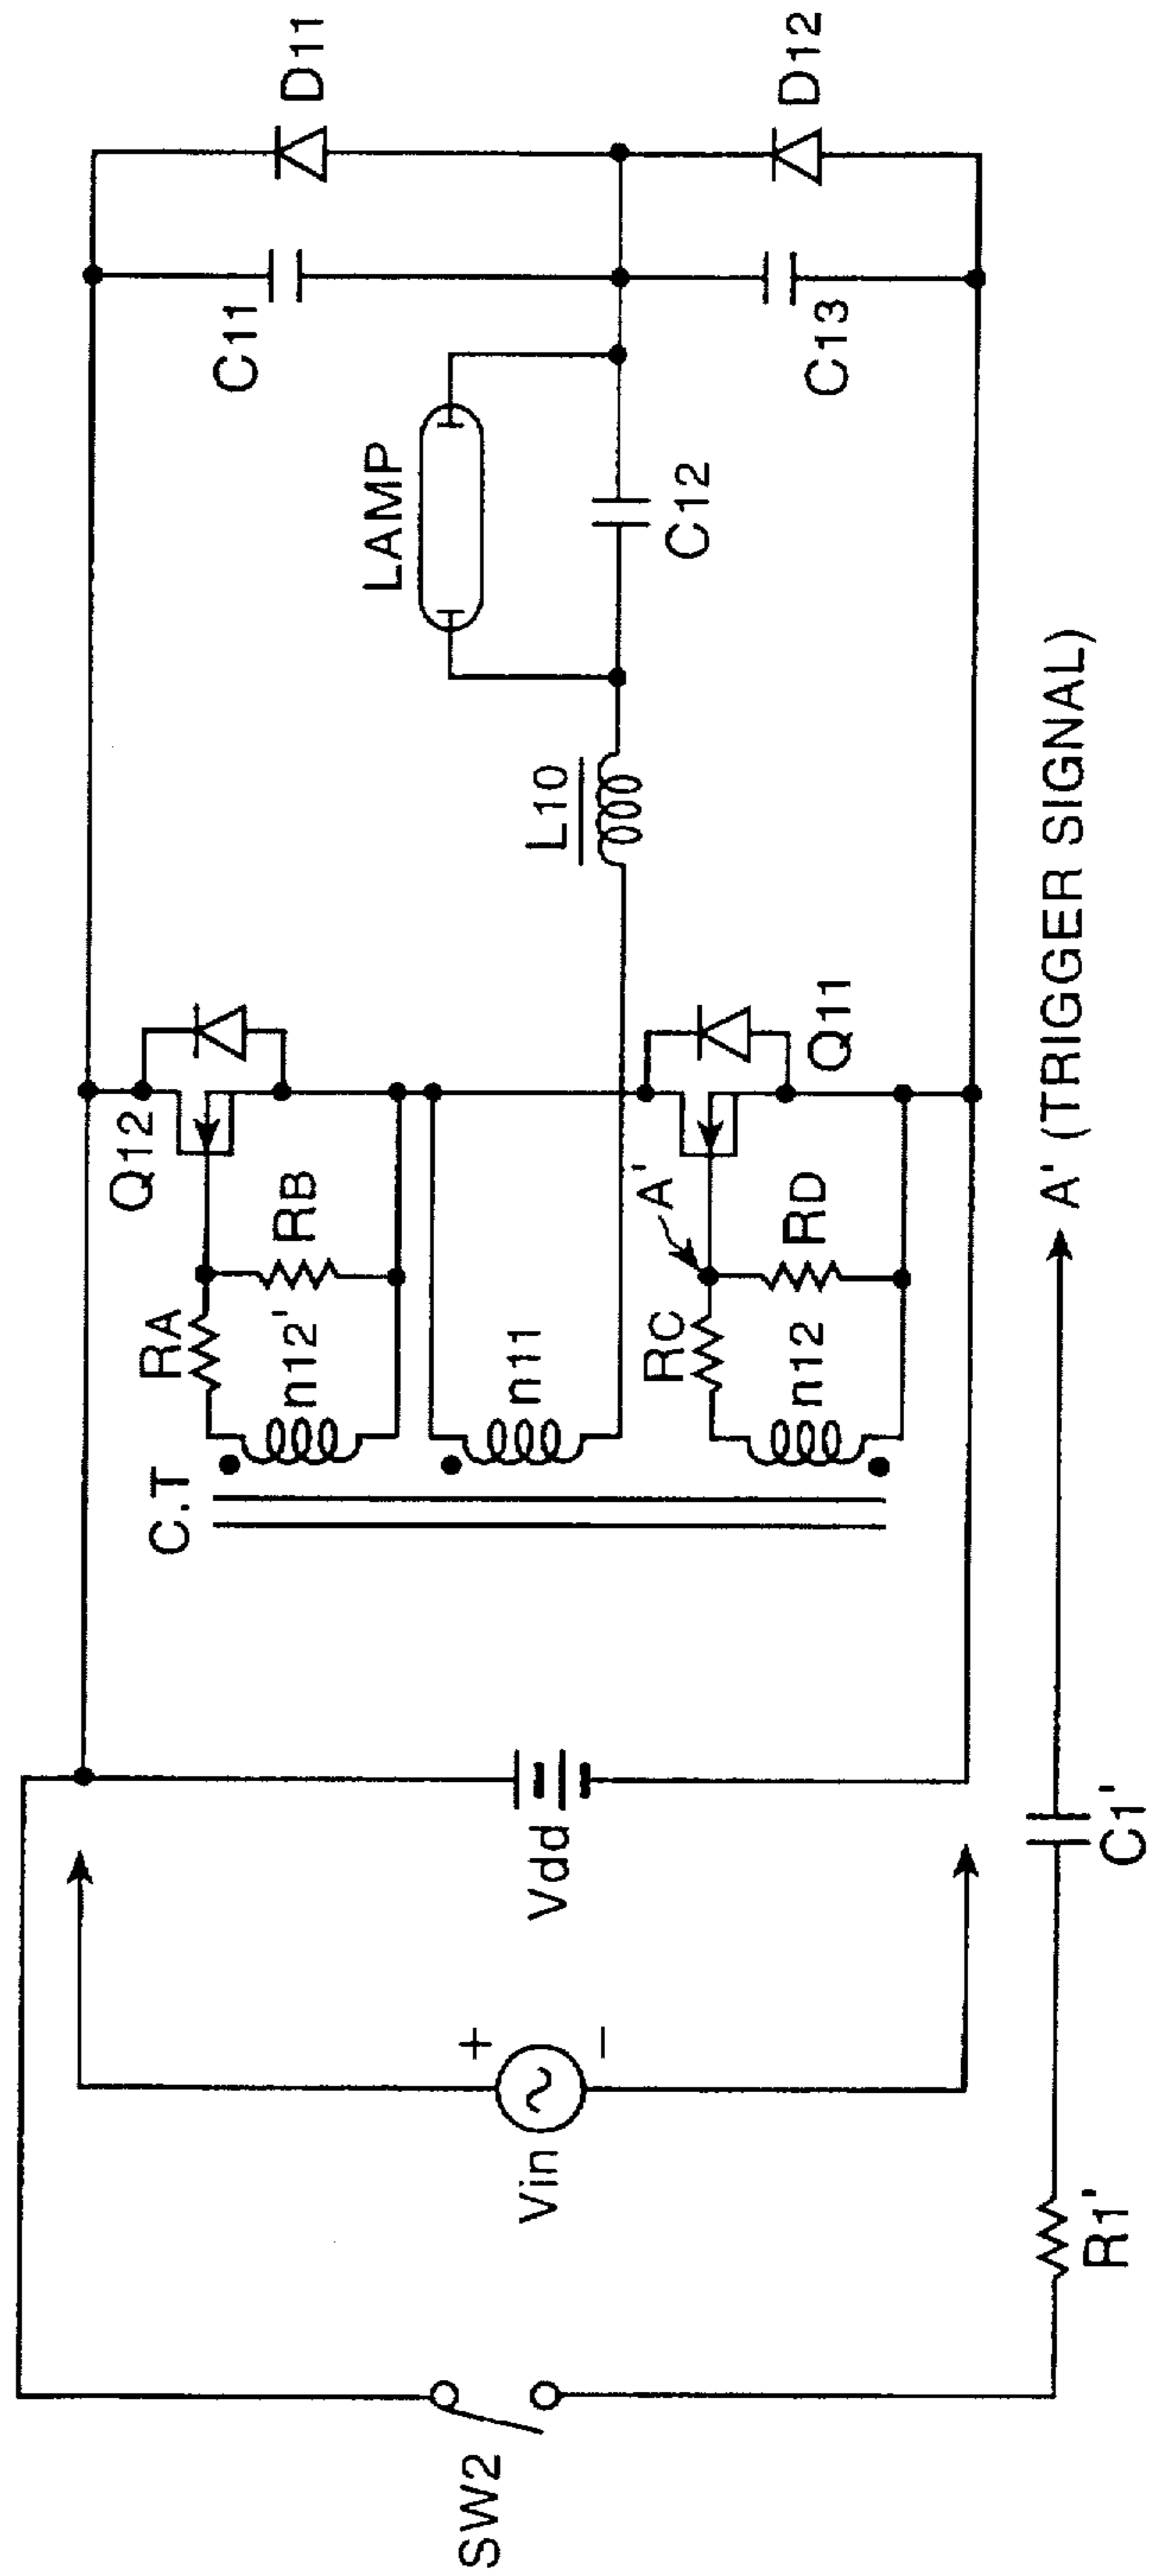 SW2
Vin
+
−
Vdd
R1'
C1'
A' (TRIGGER SIGNAL)
C.T
n12'
RA
RB
Q12
n11
n12
RC
RD
A'
Q11
L10
LAMP
C12
C11
C13
D11
D12